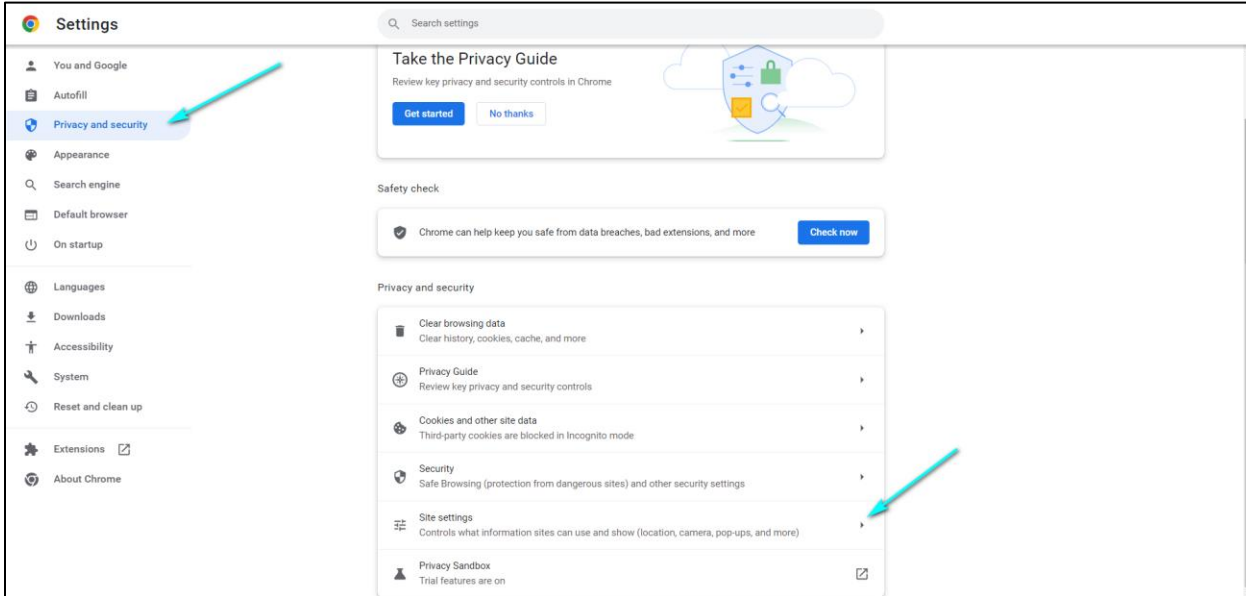 Settings
Search settings
You and Google
Autofill
Privacy and security
Appearance
Search engine
Default browser
On startup
Languages
Downloads
Accessibility
System
Reset and clean up
Extensions
About Chrome
Take the Privacy Guide
Review key privacy and security controls in Chrome
Get started
No thanks
Safety check
Chrome can help keep you safe from data breaches, bad extensions, and more
Check now
Privacy and security
Clear browsing data
Clear history, cookies, cache, and more
Privacy Guide
Review key privacy and security controls
Cookies and other site data
Third-party cookies are blocked in Incognito mode
Security
Safe Browsing (protection from dangerous sites) and other security settings
Site settings
Controls what information sites can use and show (location, camera, pop-ups, and more)
Privacy Sandbox
Trial features are on